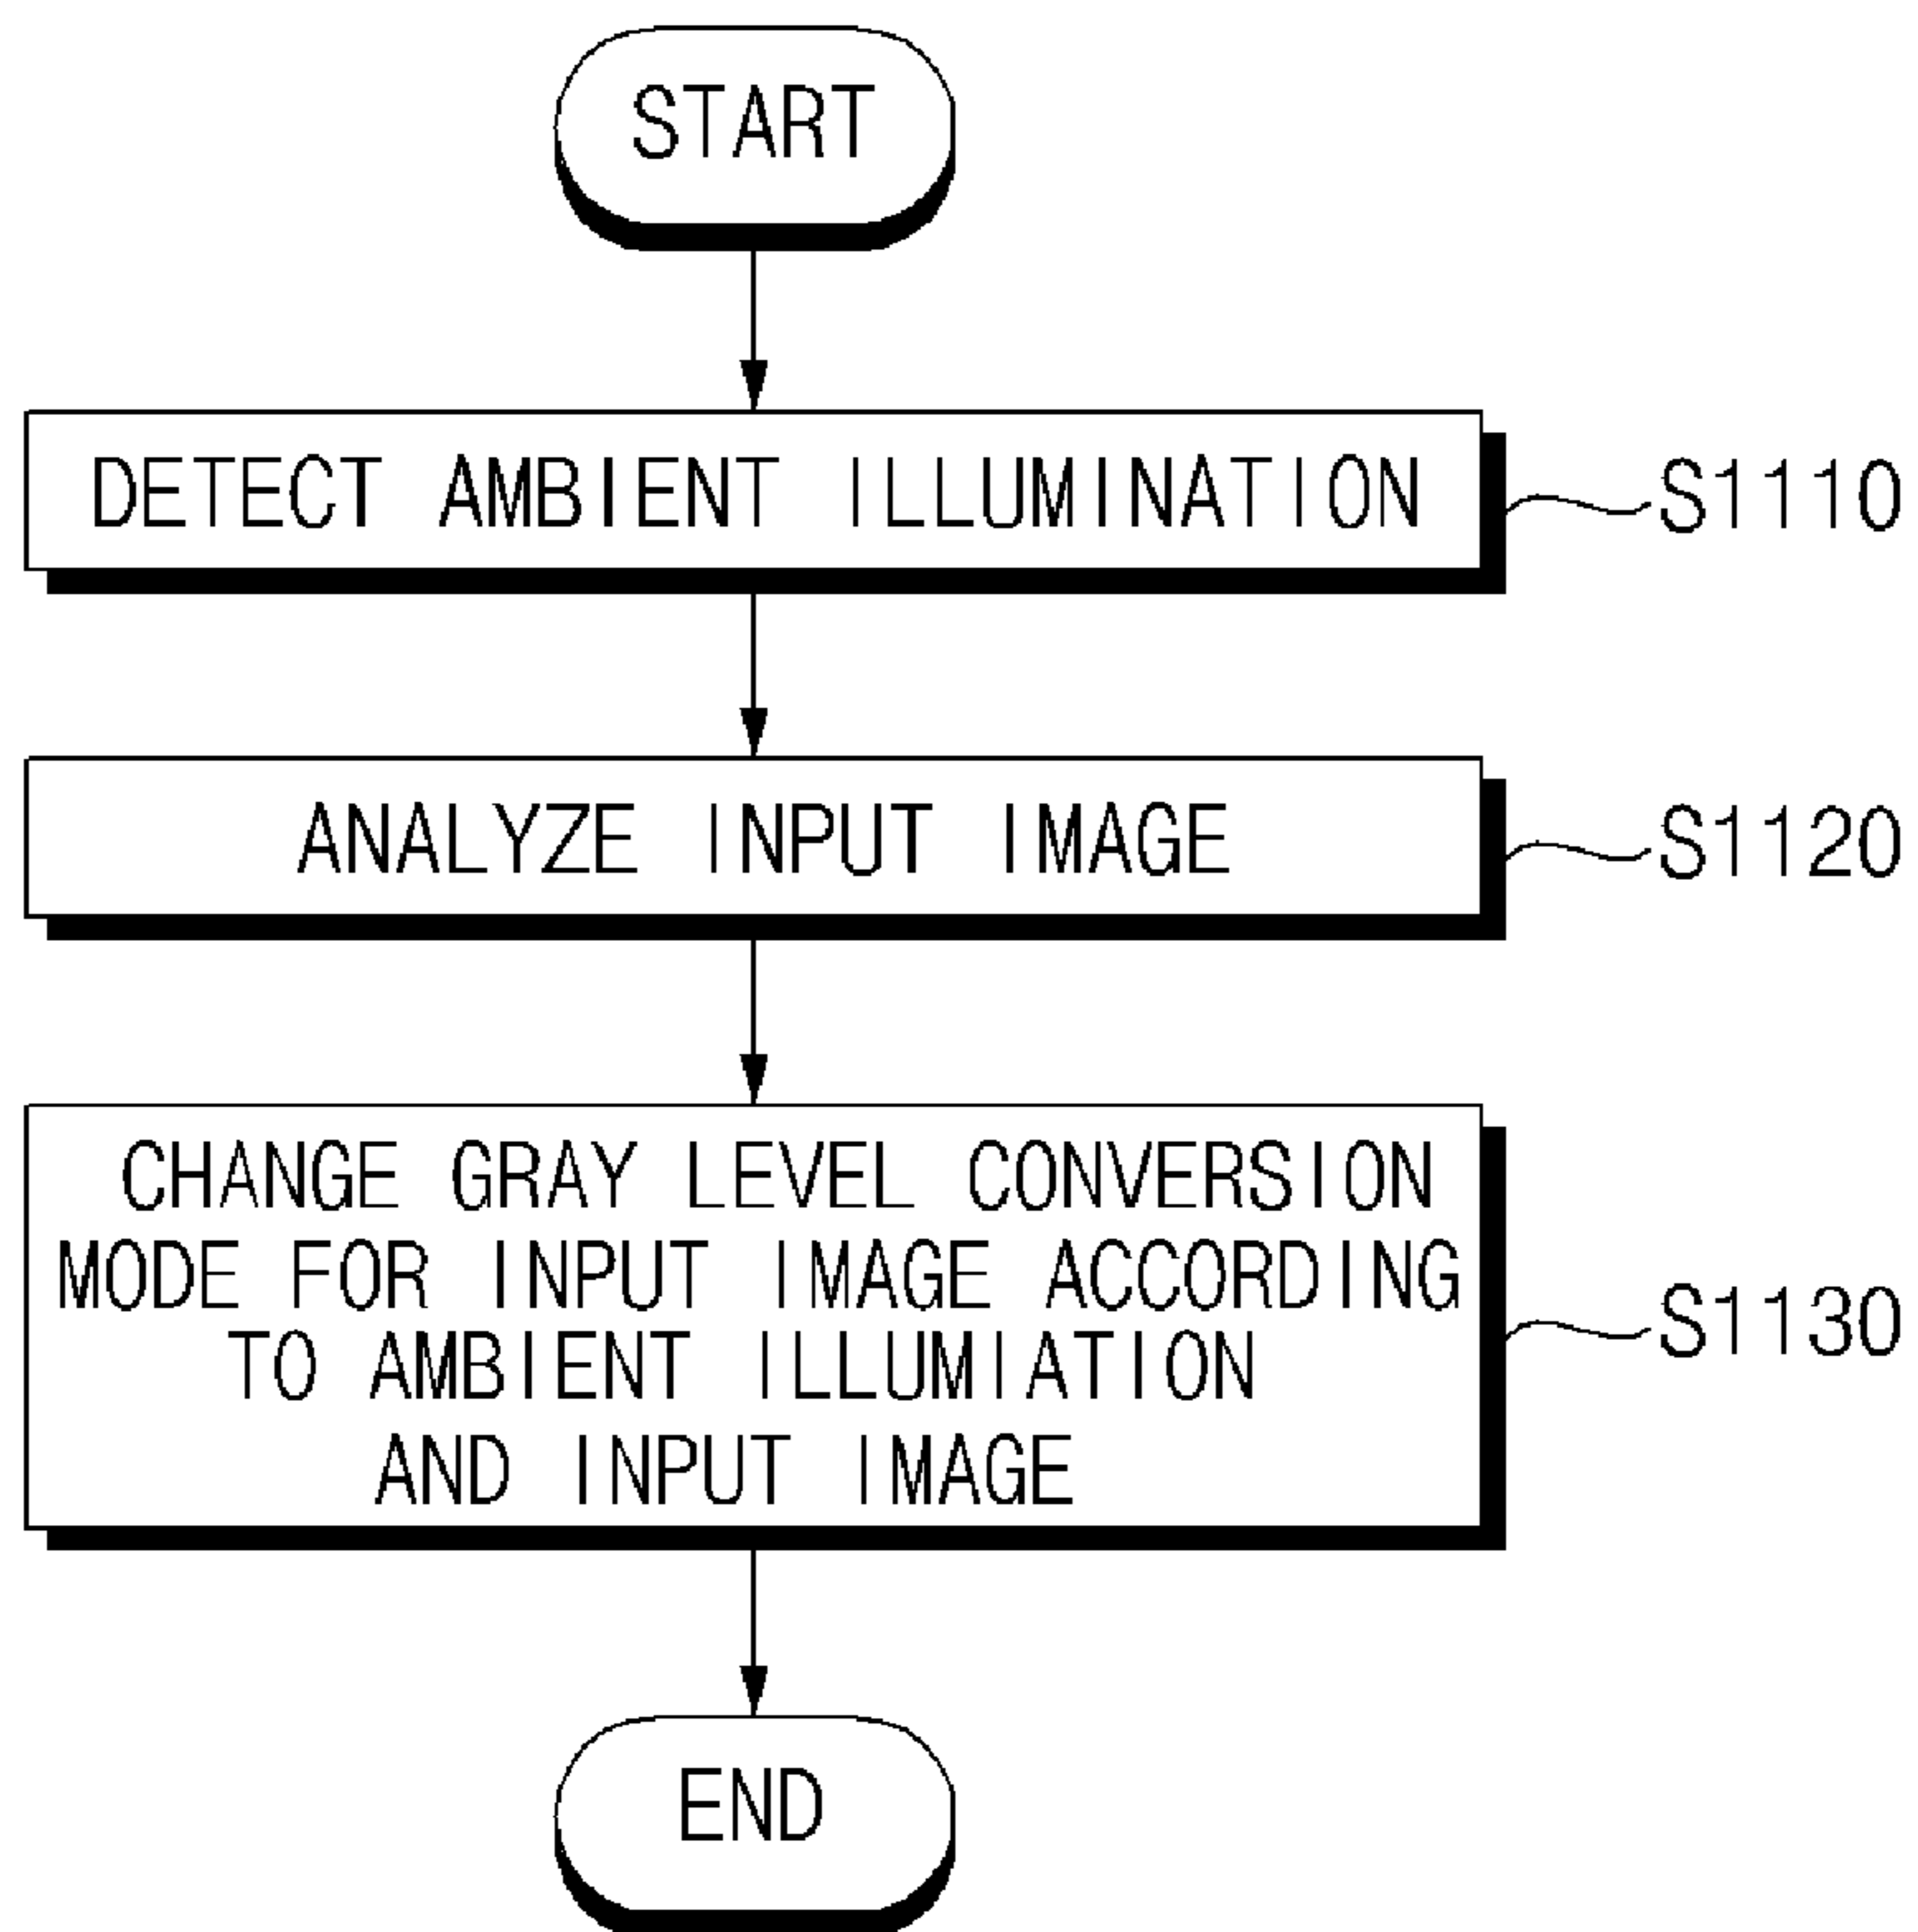 START
DETECT AMBIENT ILLUMINATION
S1110
ANALYZE INPUT IMAGE
S1120
CHANGE GRAY LEVEL CONVERSION
MODE FOR INPUT IMAGE ACCORDING
TO AMBIENT ILLUMIATION
AND INPUT IMAGE
S1130
END